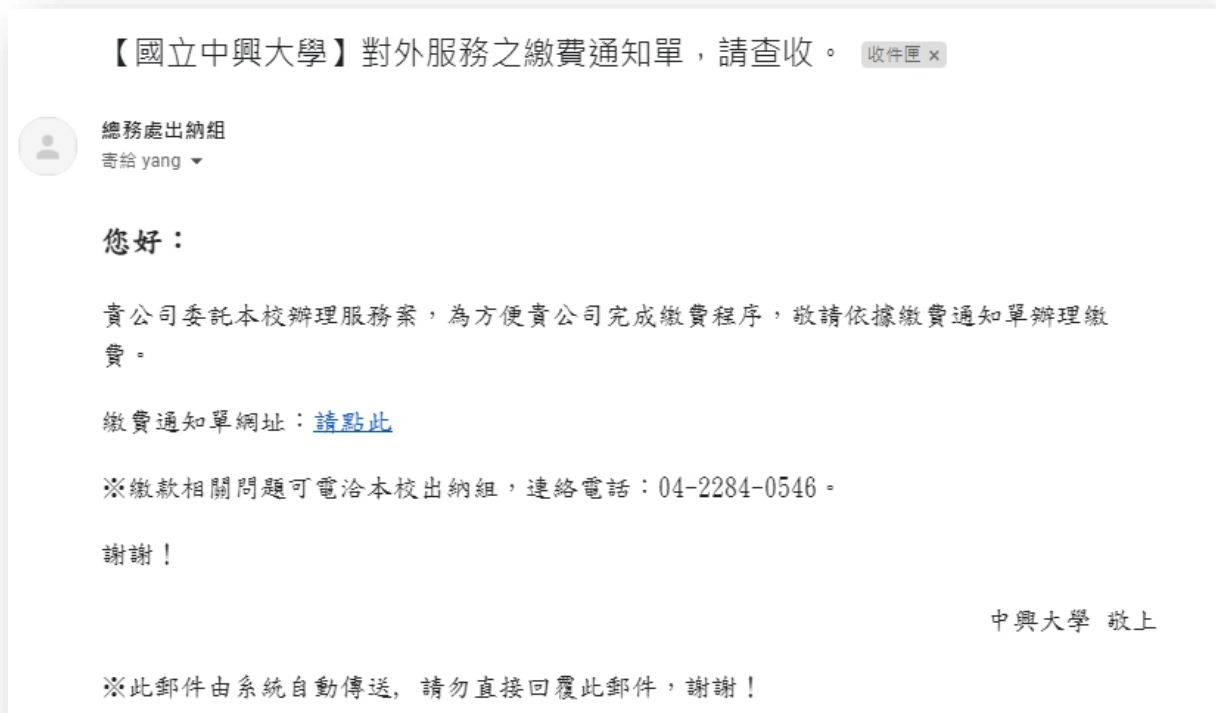 【國立中興大學】對外服務之繳費通知單，請查收。 收件匣 x
總務處出納組
寄給 yang
您好：
貴公司委託本校辦理服務案，為方便貴公司完成繳費程序，敬請依據繳費通知單辦理繳
費。
繳費通知單網址：請點此
※繳款相關問題可電洽本校出納組，連絡電話：04-2284-0546。
謝謝！
中興大學 敬上
※此郵件由系統自動傳送, 請勿直接回覆此郵件，謝謝！